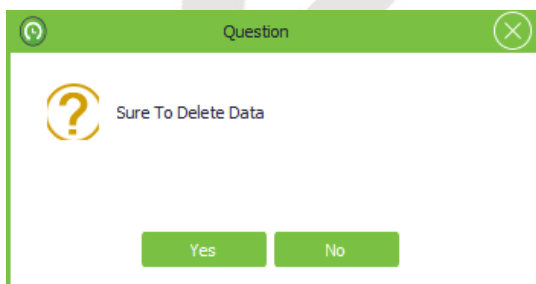 Question
Sure To Delete Data
Yes
No